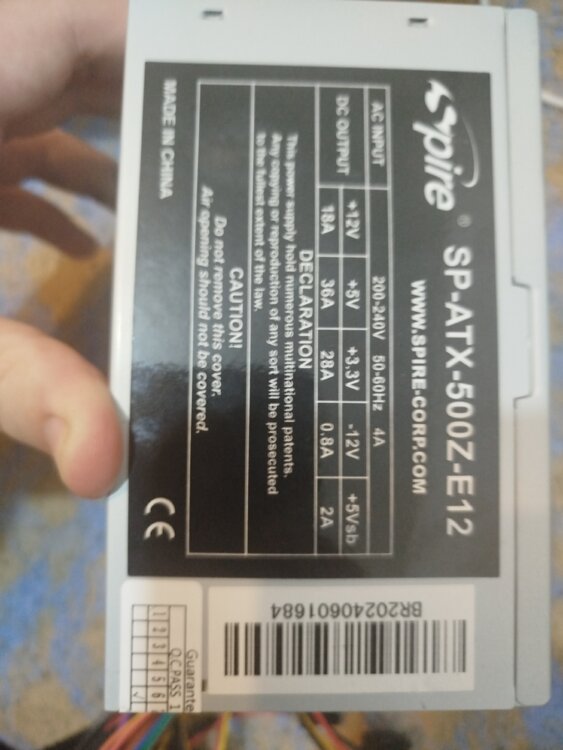 Spire® SP-ATX-500Z-E12
WWW.SPIRE-CORP.COM
AC INPUT 200-240V 50-60Hz 4A
DC OUTPUT +12V +5V +3,3V -12V +5Vsb
18A 36A 28A 0,8A 2A
DECLARATION
This power supply hold numerous multinational patents.
Any copying or reproduction of any sort will be prosecuted
to the fullest extent of the law.
CAUTION!
Do not remove this cover.
Air opening should not be covered.
MADE IN CHINA
CE
BR20240601684
Guarante
Q.C.PASS 1
1 2 3 4 5 6